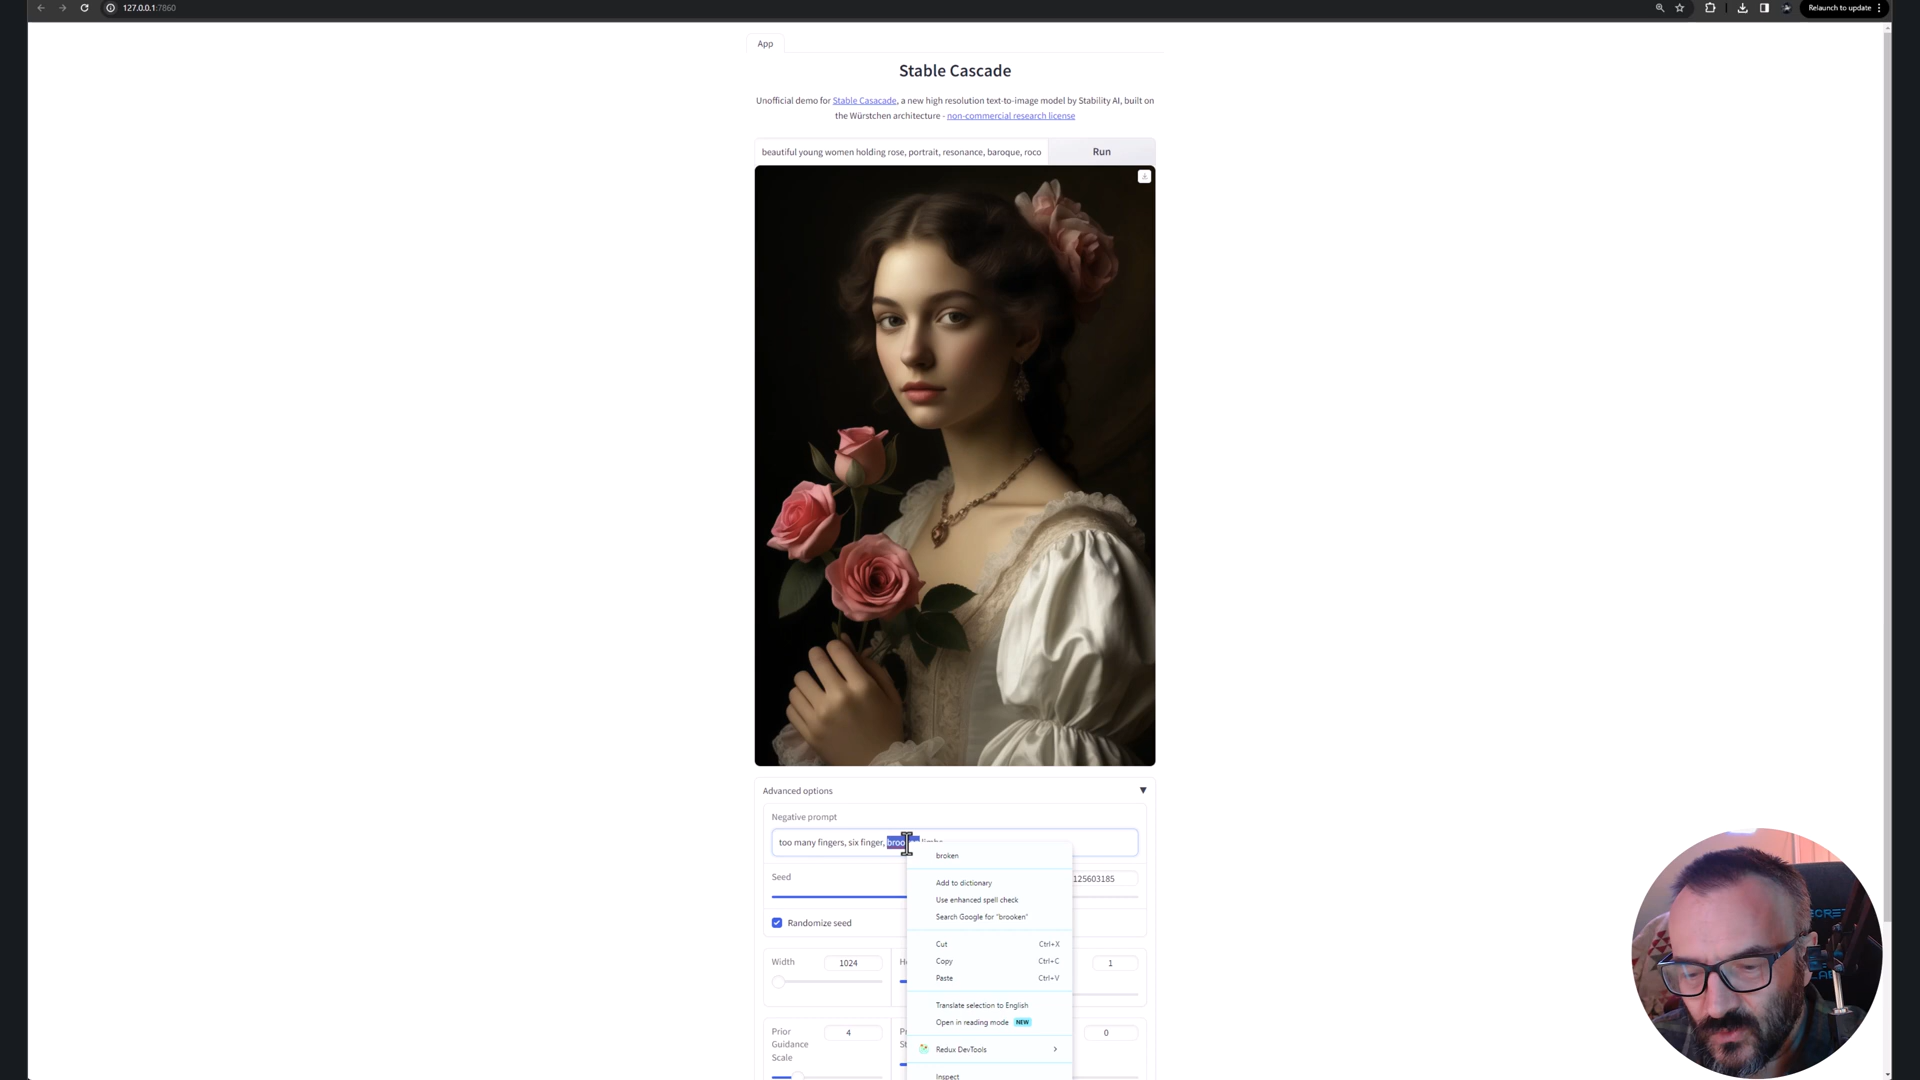 127.0.0.1:7860
Relaunch to update
App
Stable Cascade
Unofficial demo for Stable Casacade, a new high resolution text-to-image model by Stability AI, built on
the Würstchen architecture - non-commercial research license
beautiful young women holding rose, portrait, resonance, baroque, roco
Run
Advanced options
Negative prompt
too many fingers, six finger,
broken
Seed
125603185
Add to dictionary
Use enhanced spell check
Search Google for "brooken"
Randomize seed
Cut Ctrl+X
Copy Ctrl+C
Paste Ctrl+V
Width
1024
1
Translate selection to English
Open in reading mode NEW
Prior
Guidance
Scale
4
0
Redux DevTools
Inspect